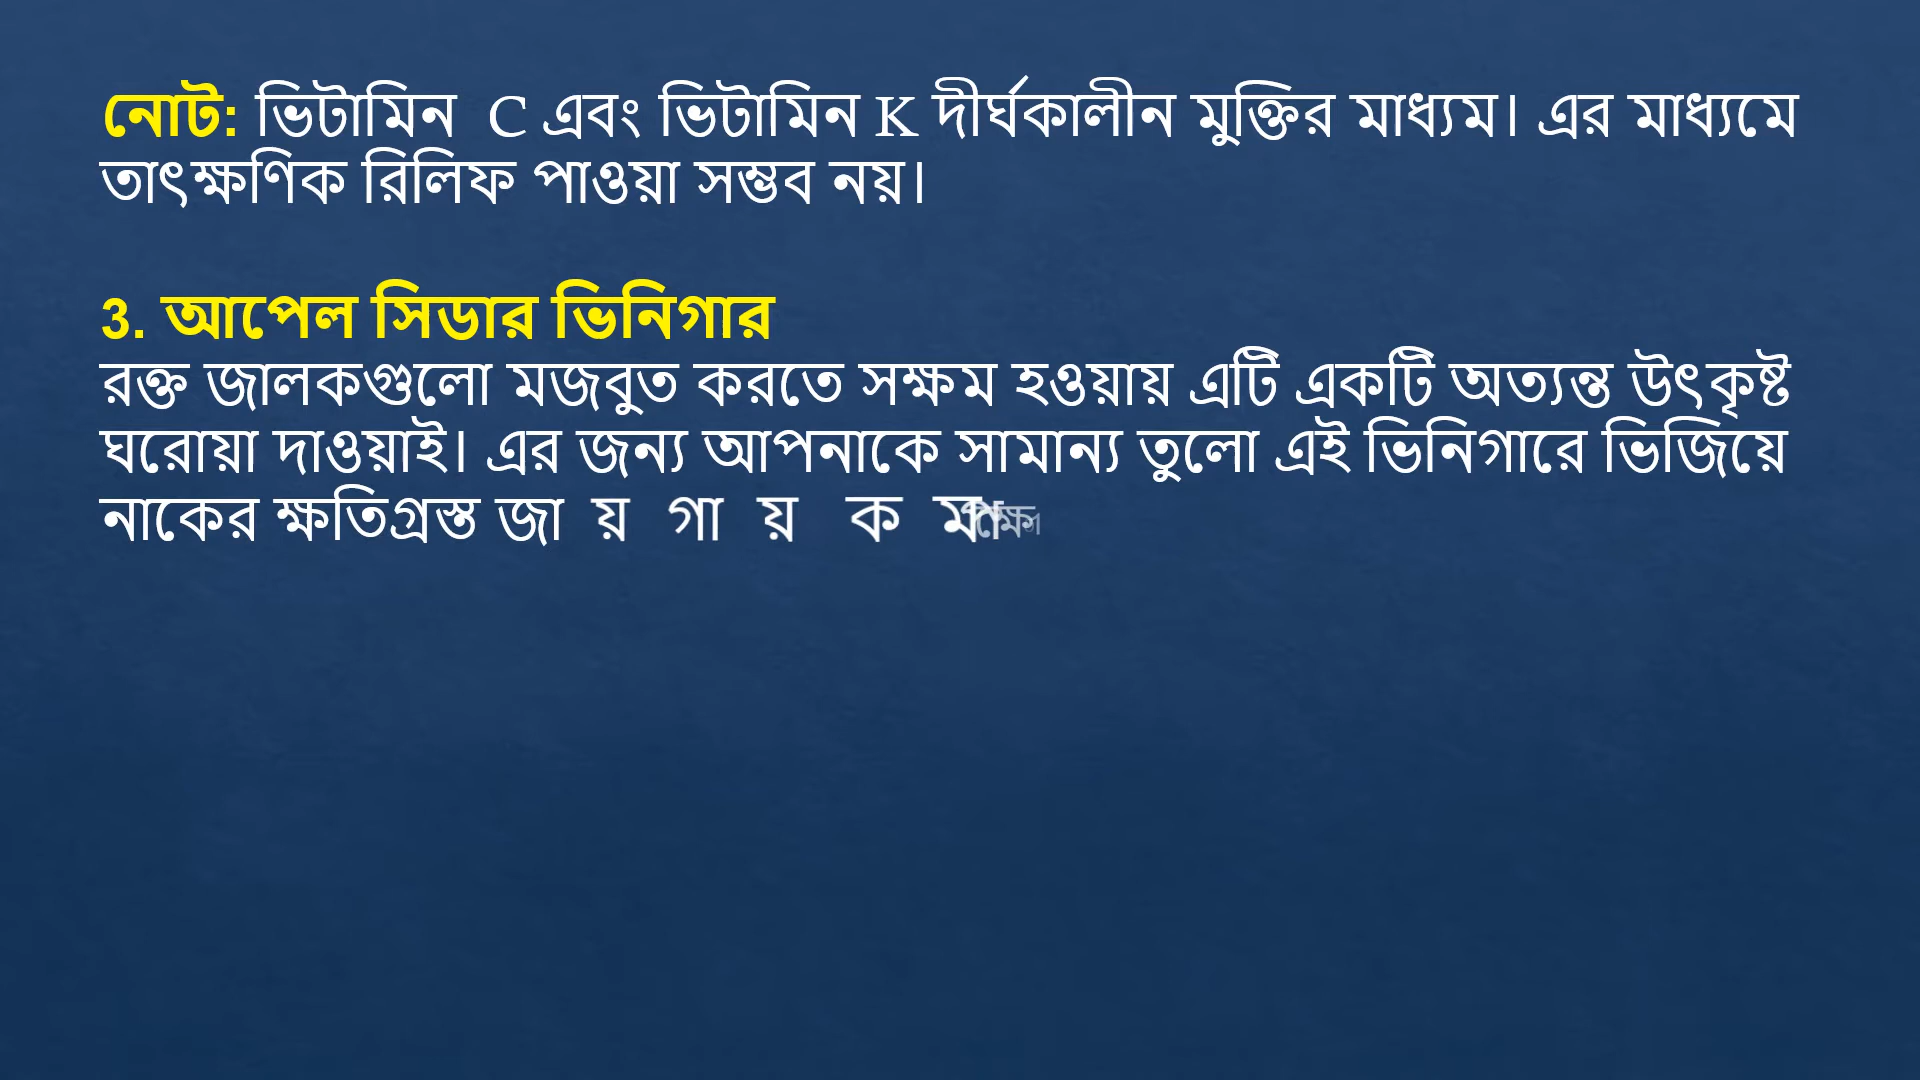 নোট: ভিটামিন C এবং ভিটামিন K দীর্ঘকালীন মুক্তির মাধ্যম। এর মাধ্যমে
তাৎক্ষণিক রিলিফ পাওয়া সম্ভব নয়।
3. আপেল সিডার ভিনিগার
রক্ত জালকগুলো মজবুত করতে সক্ষম হওয়ায় এটি একটি অত্যন্ত উৎকৃষ্ট
ঘরোয়া দাওয়াই। এর জন্য আপনাকে সামান্য তুলো এই ভিনিগারে ভিজিয়ে
নাকের ক্ষতিগ্রস্ত জায়গায় ক